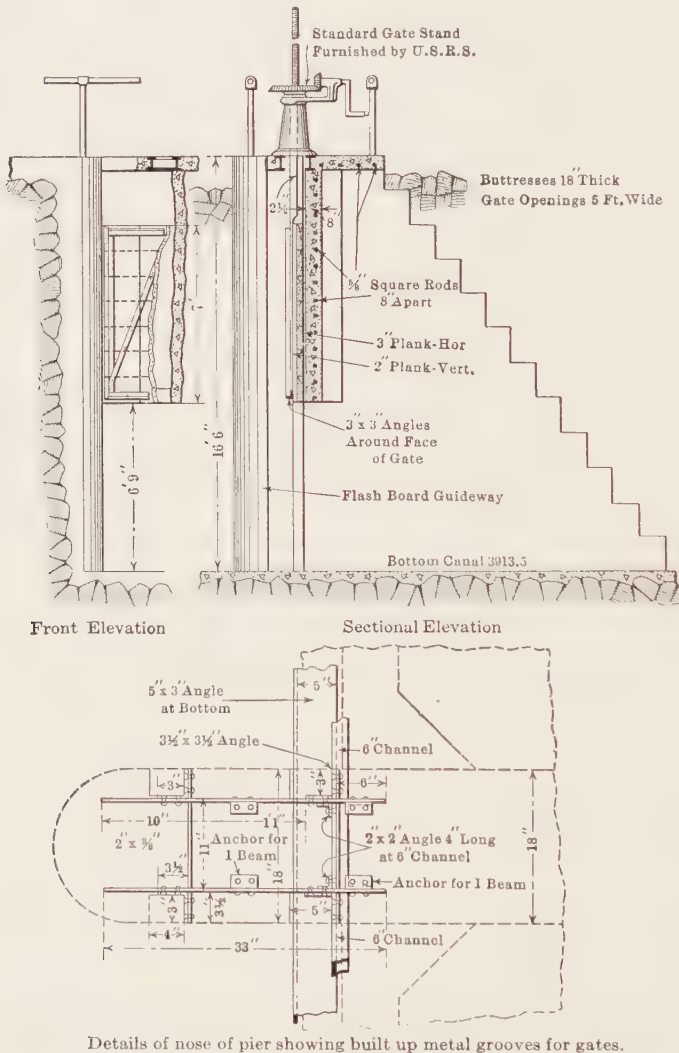 Standard Gate Stand
Furnished by U.S.R.S.
Buttresses 18" Thick
Gate Openings 5 Ft. Wide
2½"
8"
⅝" Square Rods
8" Apart
3" Plank-Hor
2" Plank-Vert.
7'
3" x 3" Angles
Around Face
of Gate
16'6"
6'9"
Flash Board Guideway
Bottom Canal 3913.5
Front Elevation
Sectional Elevation
5" x 3" Angle
at Bottom
5"
3½" x 3½" Angle
6" Channel
3"
3"
6"
10"
11"
2" x ⅜"
Anchor for
I Beam
2" x 2" Angle 4" Long
at 6" Channel
11"
18"
18"
3½"
Anchor for I Beam
3"
3½"
5"
4"
6" Channel
33"
Details of nose of pier showing built up metal grooves for gates.